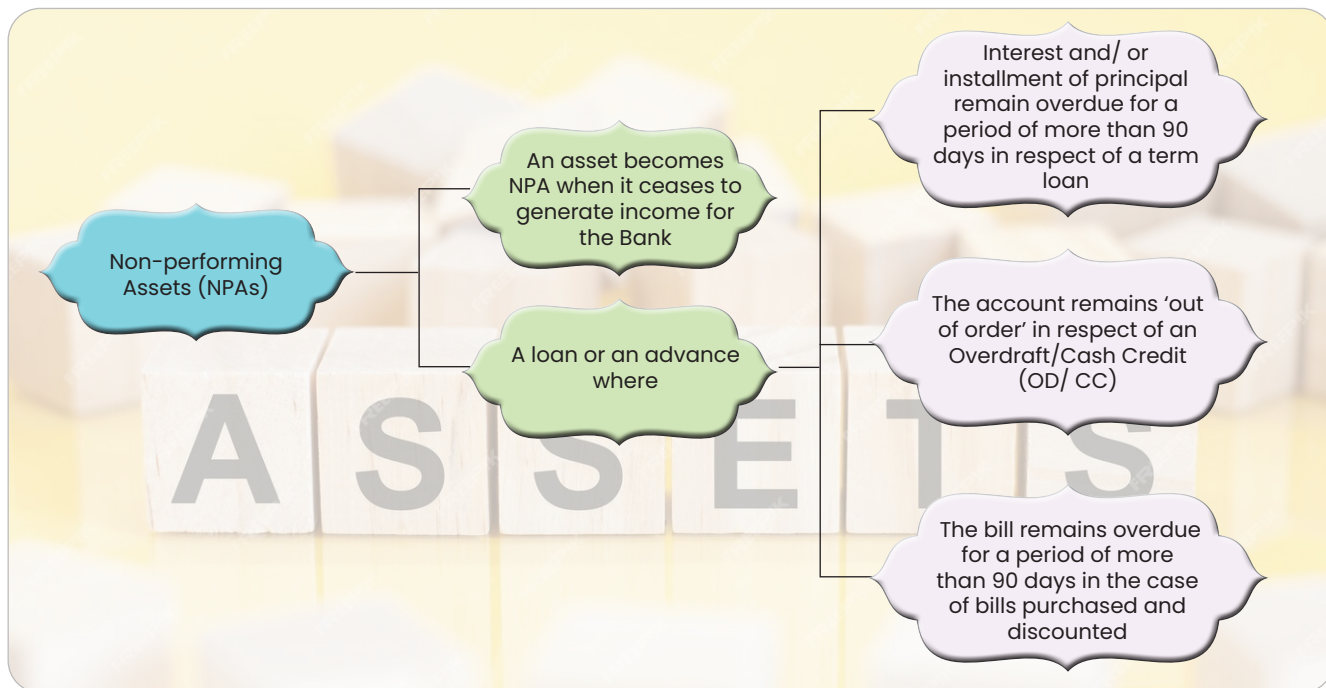 Non-performing
Assets (NPAs)
An asset becomes
NPA when it ceases to
generate income for
the Bank
A loan or an advance
where
Interest and/ or
installment of principal
remain overdue for a
period of more than 90
days in respect of a term
loan
The account remains ‘out
of order’ in respect of an
Overdraft/Cash Credit
(OD/ CC)
The bill remains overdue
for a period of more
than 90 days in the case
of bills purchased and
discounted
ASSETS